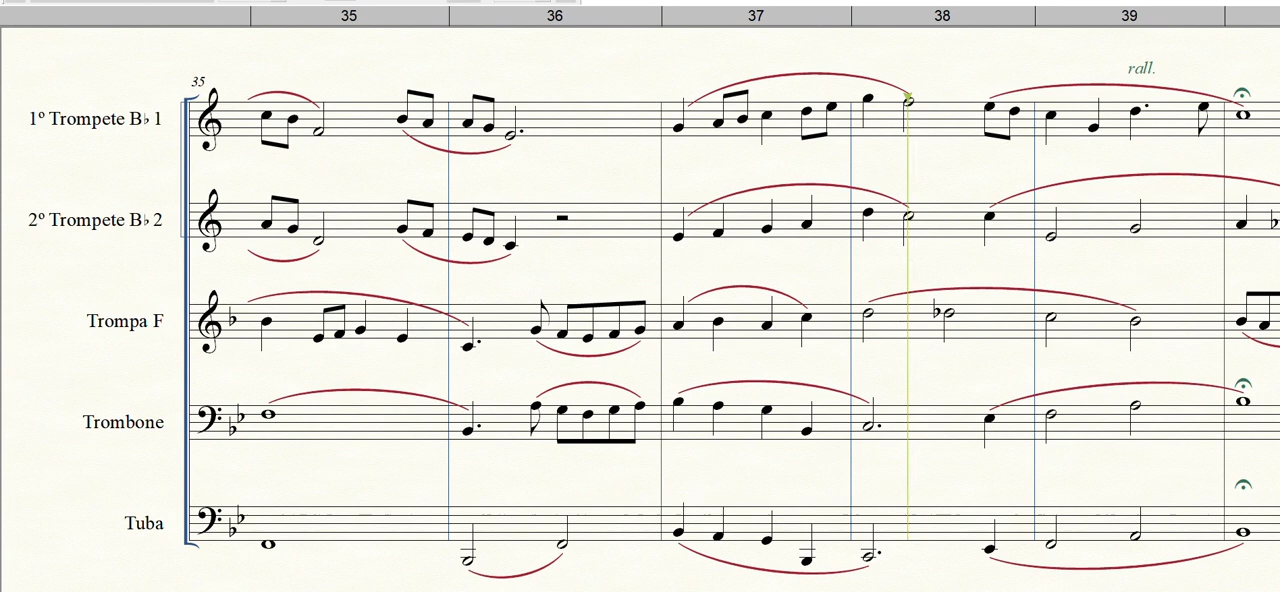 35 36 37 38 39
35
rall.
1º Trompete B♭ 1
2º Trompete B♭ 2
Trompa F
Trombone
Tuba